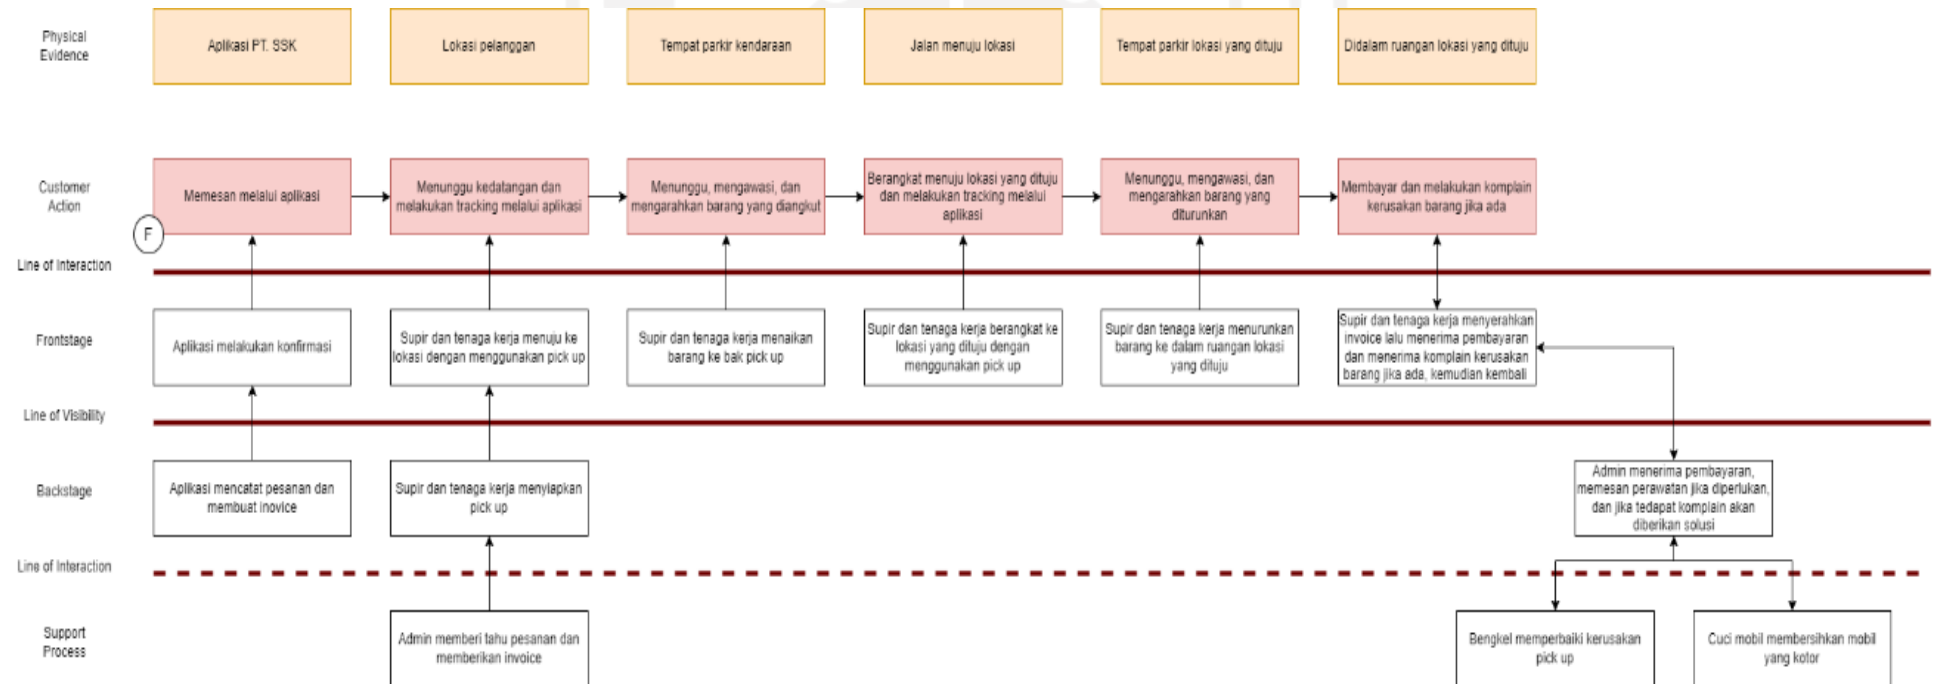 Physical
Evidence
Aplikasi PT. SSK
Lokasi pelanggan
Tempat parkir kendaraan
Jalan menuju lokasi
Tempat parkir lokasi yang dituju
Didalam ruangan lokasi yang dituju
Customer
Action
Memesan melalui aplikasi
Menunggu kedatangan dan
melakukan tracking melalui aplikasi
Menunggu, mengawasi, dan
mengarahkan barang yang diangkut
Berangkat menuju lokasi yang dituju
dan melakukan tracking melalui
aplikasi
Menunggu, mengawasi, dan
mengarahkan barang yang
diturunkan
Membayar dan melakukan komplain
kerusakan barang jika ada
F
Line of Interaction
Frontstage
Aplikasi melakukan konfirmasi
Supir dan tenaga kerja menuju ke
lokasi dengan menggunakan pick up
Supir dan tenaga kerja menaikan
barang ke bak pick up
Supir dan tenaga kerja berangkat ke
lokasi yang dituju dengan
menggunakan pick up
Supir dan tenaga kerja menurunkan
barang ke dalam ruangan lokasi
yang dituju
Supir dan tenaga kerja menyerahkan
invoice lalu menerima pembayaran
dan menerima komplain kerusakan
barang jika ada, kemudian kembali
Line of Visibility
Backstage
Aplikasi mencatat pesanan dan
membuat inovice
Supir dan tenaga kerja menyiapkan
pick up
Admin menerima pembayaran,
memesan perawatan jika diperlukan,
dan jika tedapat komplain akan
diberikan solusi
Line of Interaction
Support
Process
Admin memberi tahu pesanan dan
memberikan invoice
Bengkel memperbaiki kerusakan
pick up
Cuci mobil membersihkan mobil
yang kotor